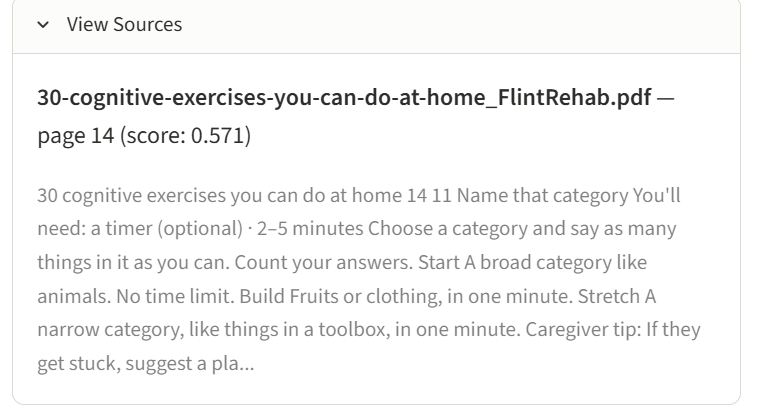 View Sources
30-cognitive-exercises-you-can-do-at-home_FlintRehab.pdf —
page 14 (score: 0.571)
30 cognitive exercises you can do at home 14 11 Name that category You'll
need: a timer (optional) · 2–5 minutes Choose a category and say as many
things in it as you can. Count your answers. Start A broad category like
animals. No time limit. Build Fruits or clothing, in one minute. Stretch A
narrow category, like things in a toolbox, in one minute. Caregiver tip: If they
get stuck, suggest a pla...